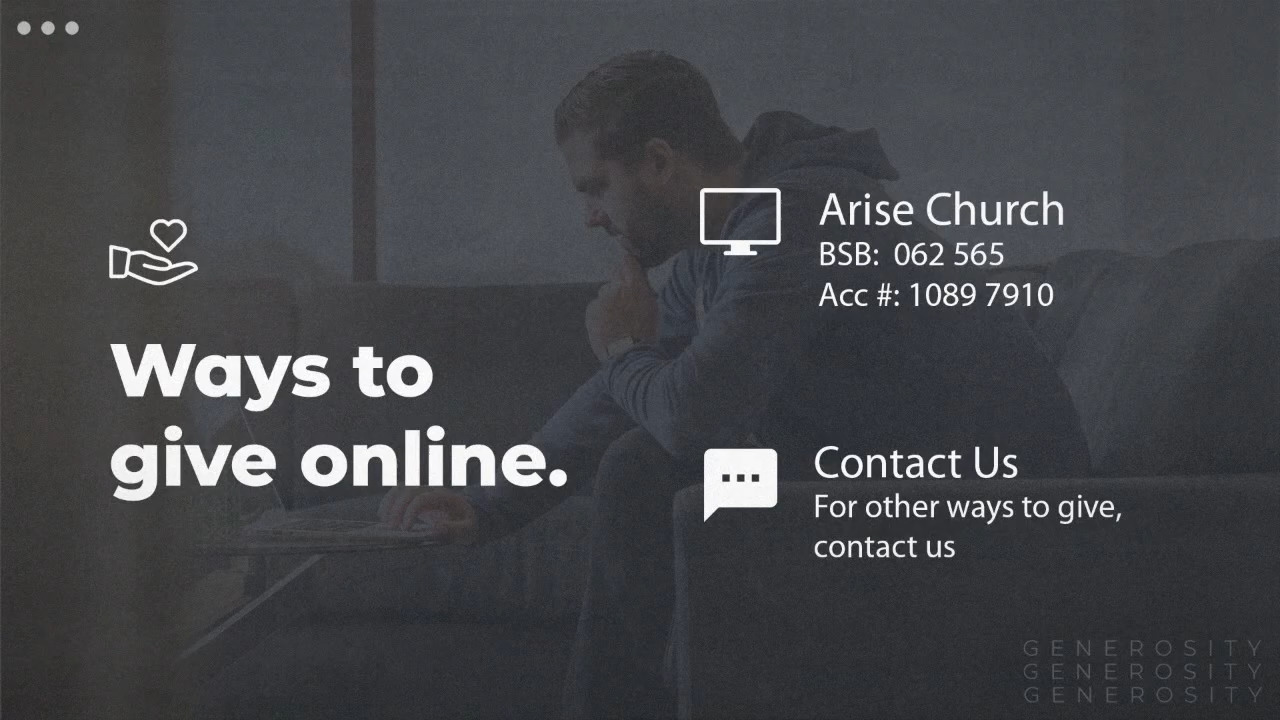 Ways to
give online.
Arise Church
BSB:  062 565
Acc #: 1089 7910
Contact Us
For other ways to give,
contact us
GENEROSITY
GENEROSITY
GENEROSITY